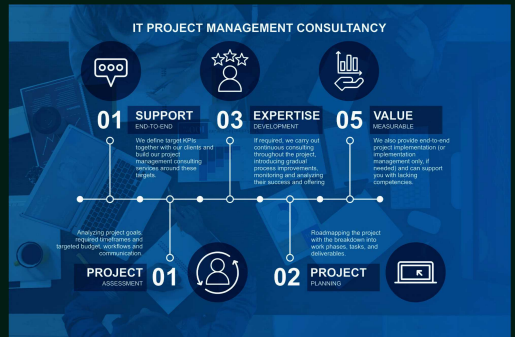 IT PROJECT MANAGEMENT CONSULTANCY
01
SUPPORT
END-TO-END
We define target KPIs
together with our clients and
build our project
management consulting
services around these
targets.
03
EXPERTISE
DEVELOPMENT
If required, we carry out
continuous consulting
throughout the project,
introducing gradual
process improvements,
monitoring and analyzing
their success and offering
05
VALUE
MEASURABLE
We also provide end-to-end
project implementation (or
implementation
management only, if
needed) and can support
you with lacking
competencies.
Analyzing project goals,
required timeframes and
targeted budget, workflows and
communication.
PROJECT
ASSESSMENT
01
Roadmapping the project
with the breakdown into
work phases, tasks, and
deliverables.
02
PROJECT
PLANNING